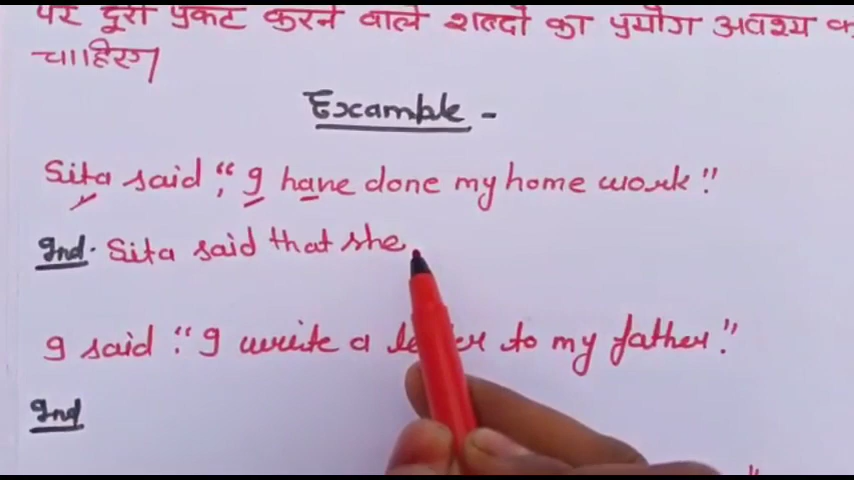 पर दूरी प्रकट करने वाले शब्दों का प्रयोग अवश्य
चाहिए
Examble -
Sita said, "I have done my home work"
Ind. Sita said that she
I said "I write a letter to my father."
Ind